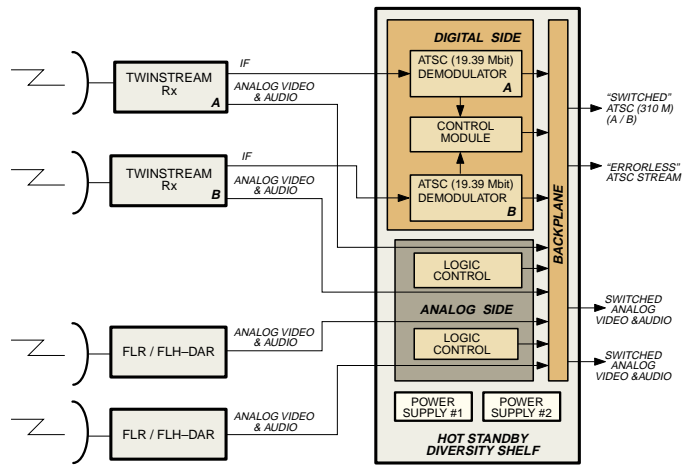 DIGITAL SIDE
IF
TWINSTREAM
Rx
A
ANALOG VIDEO
& AUDIO
ATSC (19.39 Mbit)
DEMODULATOR
A
CONTROL
MODULE
"SWITCHED"
ATSC (310 M)
(A / B)
IF
TWINSTREAM
Rx
B
ANALOG VIDEO
& AUDIO
ATSC (19.39 Mbit)
DEMODULATOR
B
"ERRORLESS"
ATSC STREAM
BACKPLANE
LOGIC
CONTROL
ANALOG SIDE
LOGIC
CONTROL
SWITCHED
ANALOG
VIDEO &AUDIO
SWITCHED
ANALOG
VIDEO &AUDIO
FLR / FLH–DAR
ANALOG VIDEO
& AUDIO
FLR / FLH–DAR
ANALOG VIDEO
& AUDIO
POWER
SUPPLY #1
POWER
SUPPLY #2
HOT STANDBY
DIVERSITY SHELF